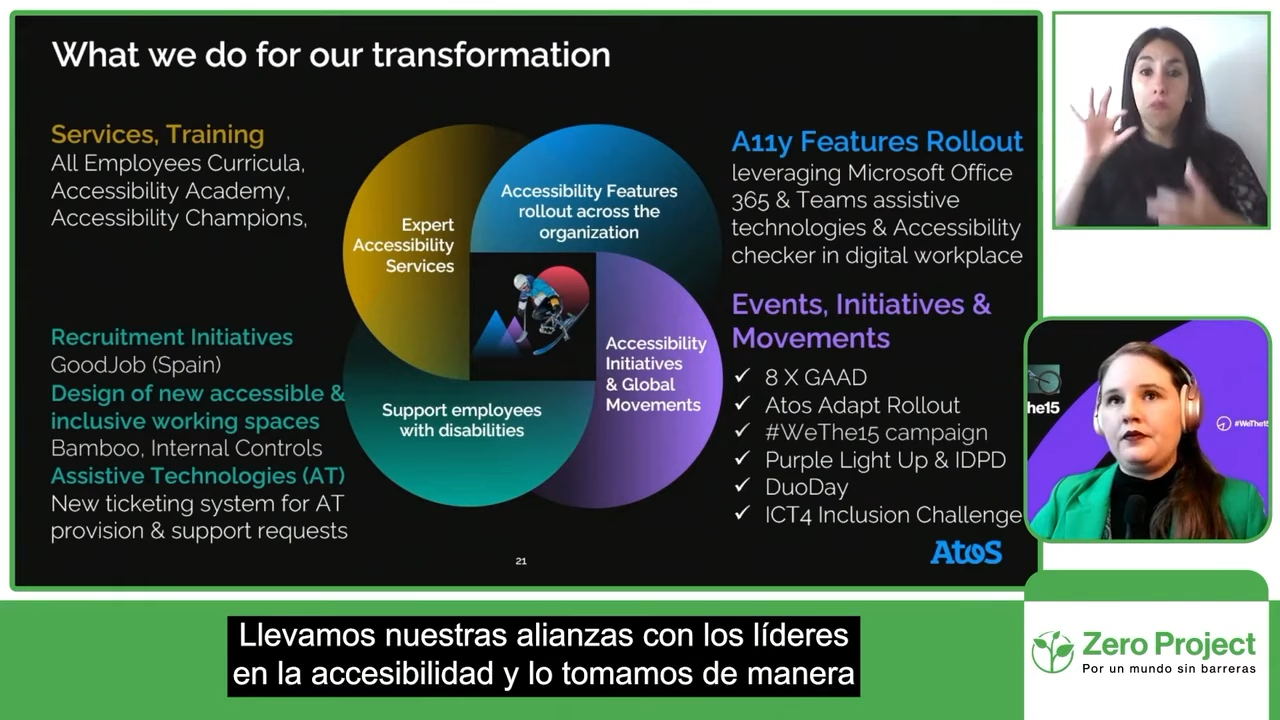 What we do for our transformation
Services, Training
All Employees Curricula,
Accessibility Academy,
Accessibility Champions,
Recruitment Initiatives
GoodJob (Spain)
Design of new accessible &
inclusive working spaces
Bamboo, Internal Controls
Assistive Technologies (AT)
New ticketing system for AT
provision & support requests
Expert
Accessibility
Services
Accessibility Features
rollout across the
organization
Support employees
with disabilities
Accessibility
Initiatives
& Global
Movements
A11y Features Rollout
leveraging Microsoft Office
365 & Teams assistive
technologies & Accessibility
checker in digital workplace
Events, Initiatives &
Movements
✓ 8 X GAAD
✓ Atos Adapt Rollout
✓ #WeThe15 campaign
✓ Purple Light Up & IDPD
✓ DuoDay
✓ ICT4 Inclusion Challenge
21
Atos
he15
#WeThe15
Llevamos nuestras alianzas con los líderes
en la accesibilidad y lo tomamos de manera
Zero Project
Por un mundo sin barreras